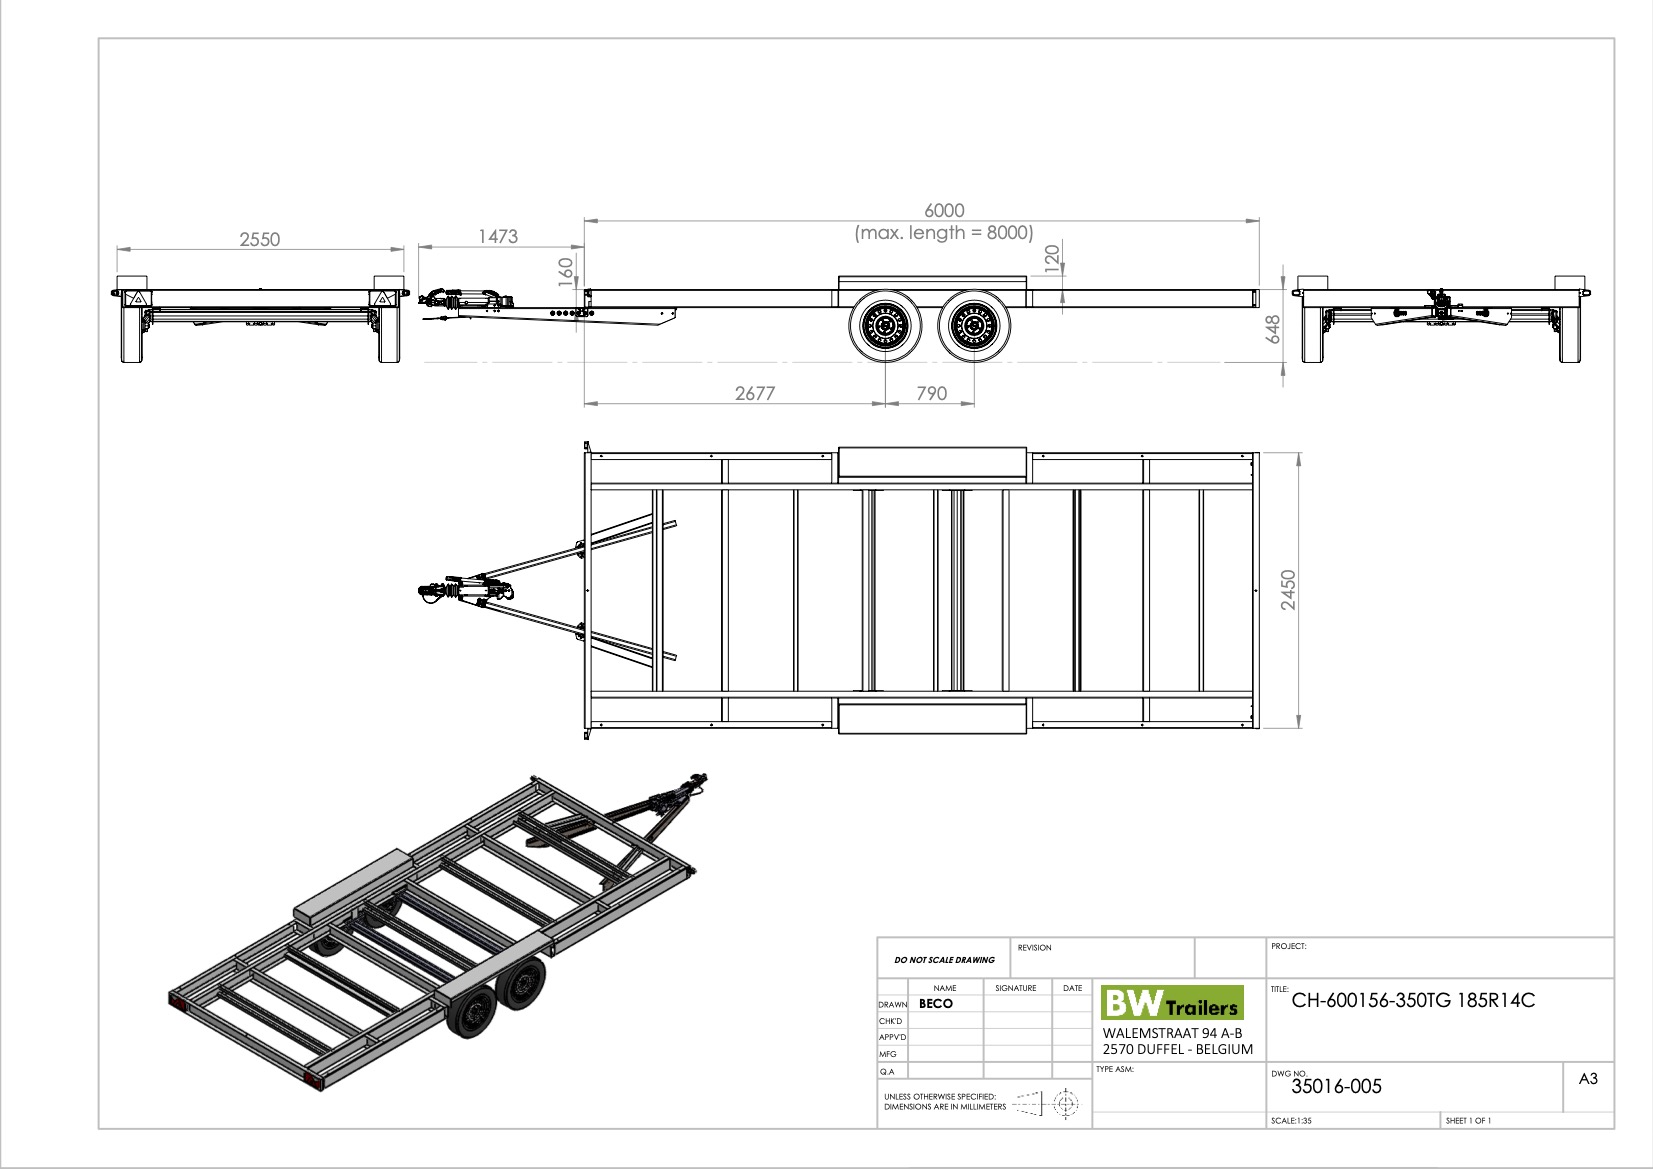 6000
(max. length = 8000)
2550
1473
160
120
648
2677
790
2450
DO NOT SCALE DRAWING
REVISION
PROJECT:
NAME
SIGNATURE
DATE
DRAWN
BECO
CHK'D
APPV'D
MFG
Q.A
UNLESS OTHERWISE SPECIFIED:
DIMENSIONS ARE IN MILLIMETERS
BW Trailers
WALEMSTRAAT 94 A-B
2570 DUFFEL - BELGIUM
TYPE ASM:
TITLE:
CH-600156-350TG 185R14C
DWG NO.
35016-005
A3
SCALE:1:35
SHEET 1 OF 1